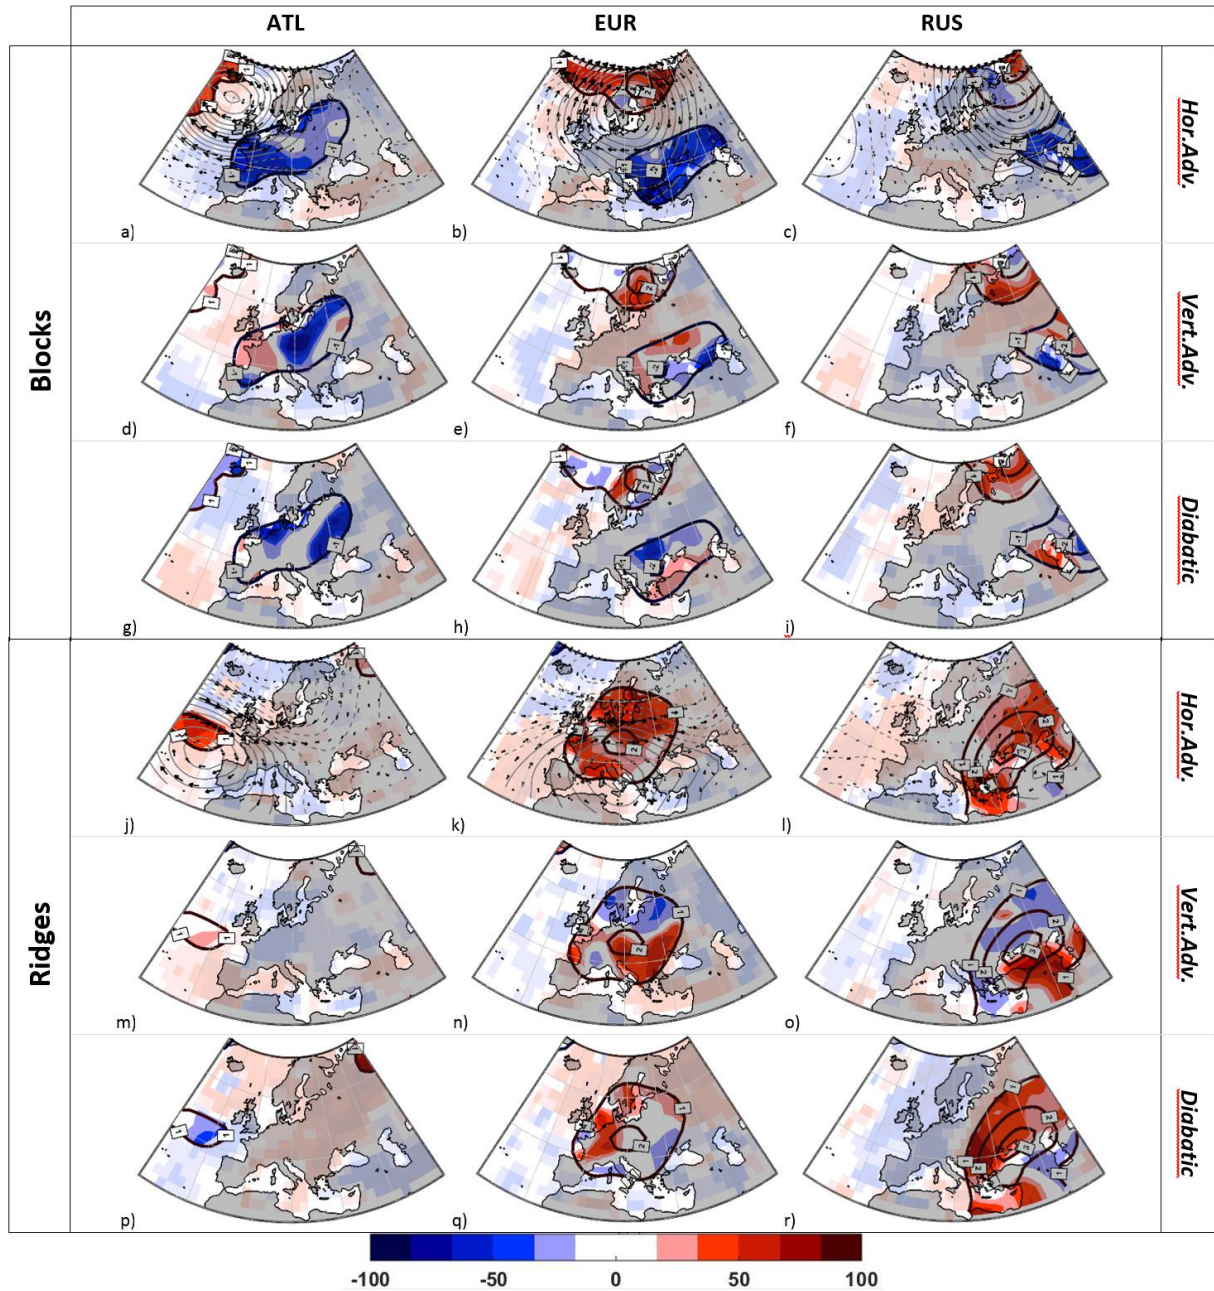 ATL EUR RUS
Blocks
Hor.Adv.
a) b) c)
Vert.Adv.
d) e) f)
Diabatic
g) h) i)
Ridges
Hor.Adv.
j) k) l)
Vert.Adv.
m) n) o)
Diabatic
p) q) r)
-100 -50 0 50 100